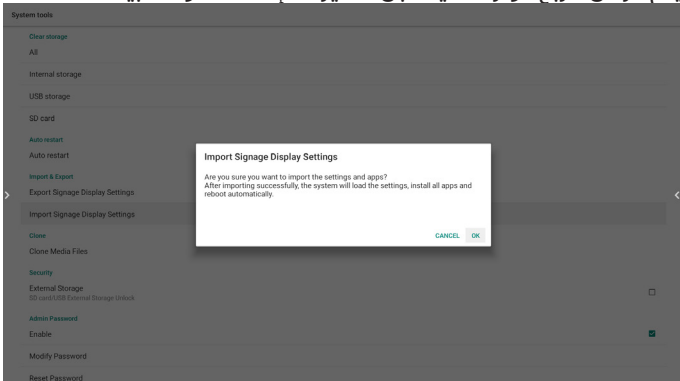 System tools
Clear storage
All
Internal storage
USB storage
SD card
Auto restart
Auto restart
Import & Export
Export Signage Display Settings
Import Signage Display Settings
Clone
Clone Media Files
Security
External Storage
SD card/USB External Storage Unlock
Admin Password
Enable
Modify Password
Reset Password
Import Signage Display Settings
Are you sure you want to import the settings and apps?
After importing successfully, the system will load the settings, install all apps and
reboot automatically.
CANCEL OK